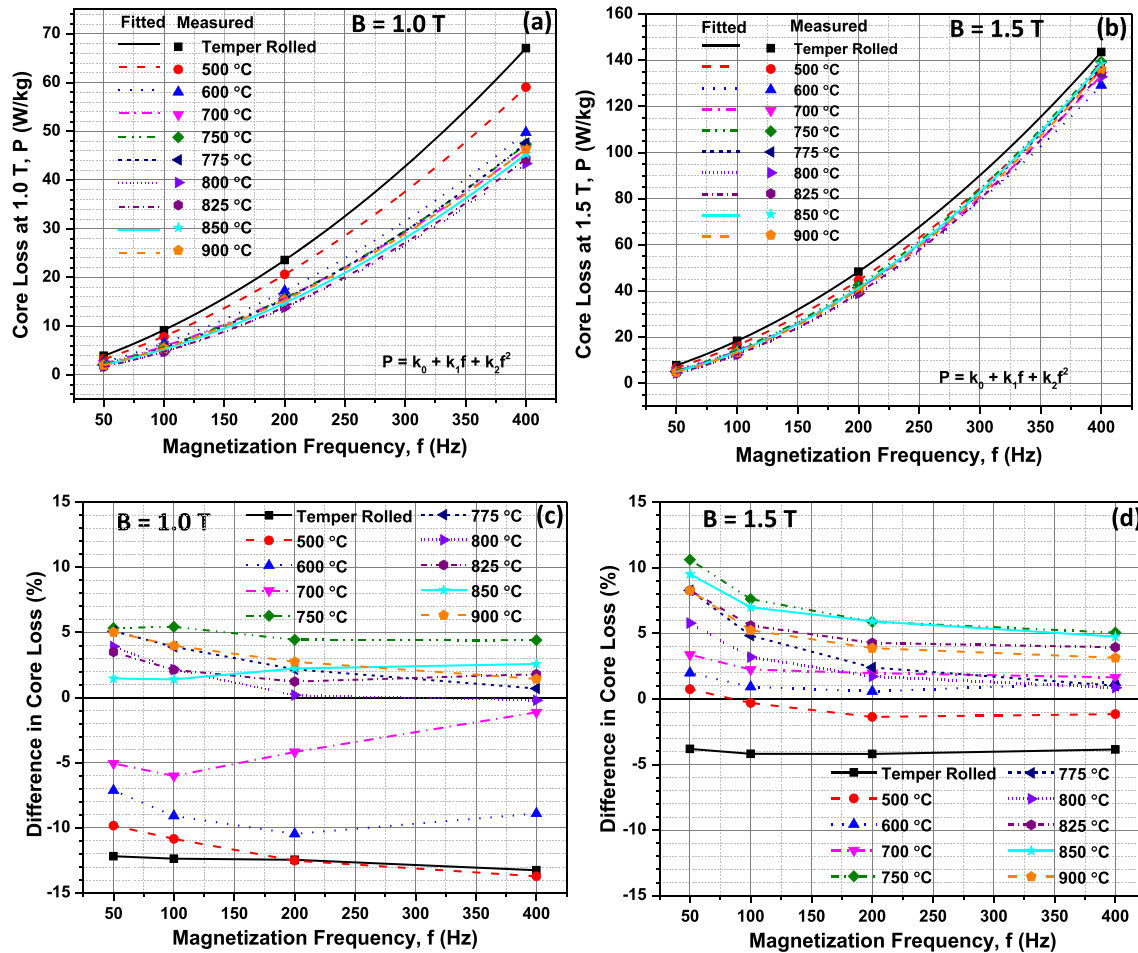 (a)
B = 1.0 T
Fitted Measured
Temper Rolled
500 °C
600 °C
700 °C
750 °C
775 °C
800 °C
825 °C
850 °C
900 °C
P = k0 + k1f + k2f2
Core Loss at 1.0 T, P (W/kg)
70
60
50
40
30
20
10
0
50 100 150 200 250 300 350 400
Magnetization Frequency, f (Hz)
(b)
B = 1.5 T
Fitted Measured
Temper Rolled
500 °C
600 °C
700 °C
750 °C
775 °C
800 °C
825 °C
850 °C
900 °C
P = k0 + k1f + k2f2
Core Loss at 1.5 T, P (W/kg)
160
140
120
100
80
60
40
20
0
50 100 150 200 250 300 350 400
Magnetization Frequency, f (Hz)
(c)
B = 1.0 T
Temper Rolled
500 °C
600 °C
700 °C
750 °C
775 °C
800 °C
825 °C
850 °C
900 °C
Difference in Core Loss (%)
15
10
5
0
-5
-10
-15
50 100 150 200 250 300 350 400
Magnetization Frequency, f (Hz)
(d)
B = 1.5 T
Temper Rolled
500 °C
600 °C
700 °C
750 °C
775 °C
800 °C
825 °C
850 °C
900 °C
Difference in Core Loss (%)
15
10
5
0
-5
-10
-15
50 100 150 200 250 300 350 400
Magnetization Frequency, f (Hz)